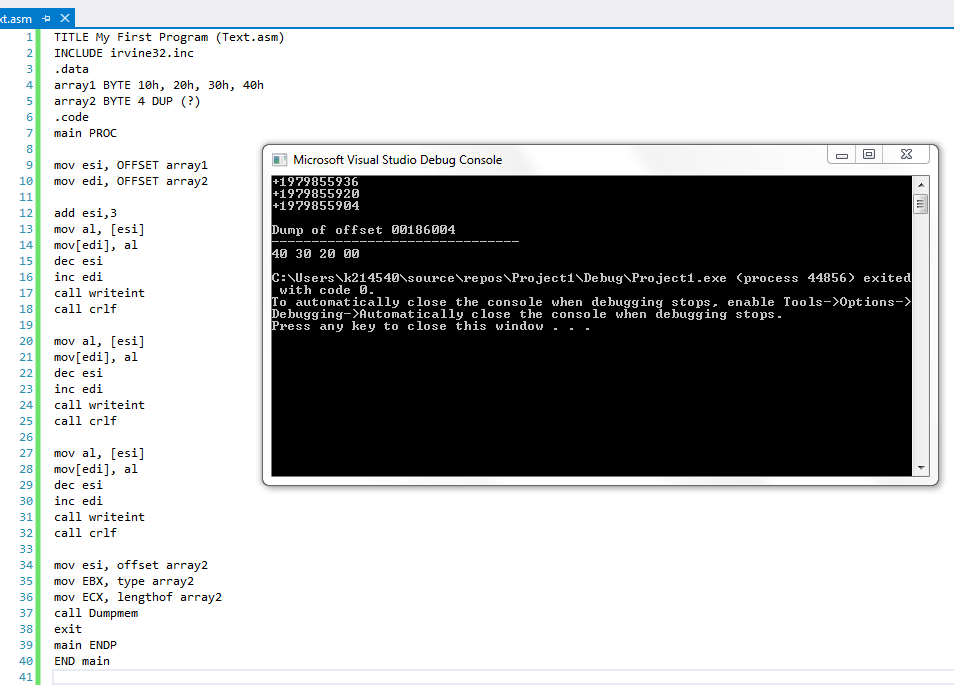 xt.asm
1 TITLE My First Program (Text.asm)
2 INCLUDE irvine32.inc
3 .data
4 array1 BYTE 10h, 20h, 30h, 40h
5 array2 BYTE 4 DUP (?)
6 .code
7 main PROC
8
9 mov esi, OFFSET array1
10 mov edi, OFFSET array2
11
12 add esi,3
13 mov al, [esi]
14 mov[edi], al
15 dec esi
16 inc edi
17 call writeint
18 call crlf
19
20 mov al, [esi]
21 mov[edi], al
22 dec esi
23 inc edi
24 call writeint
25 call crlf
26
27 mov al, [esi]
28 mov[edi], al
29 dec esi
30 inc edi
31 call writeint
32 call crlf
33
34 mov esi, offset array2
35 mov EBX, type array2
36 mov ECX, lengthof array2
37 call Dumpmem
38 exit
39 main ENDP
40 END main
41
Microsoft Visual Studio Debug Console
+1979855936
+1979855920
+1979855904
Dump of offset 00186004
-------------------------------
40 30 20 00
C:\Users\k214540\source\repos\Project1\Debug\Project1.exe (process 44856) exited
with code 0.
To automatically close the console when debugging stops, enable Tools->Options->
Debugging->Automatically close the console when debugging stops.
Press any key to close this window . . .